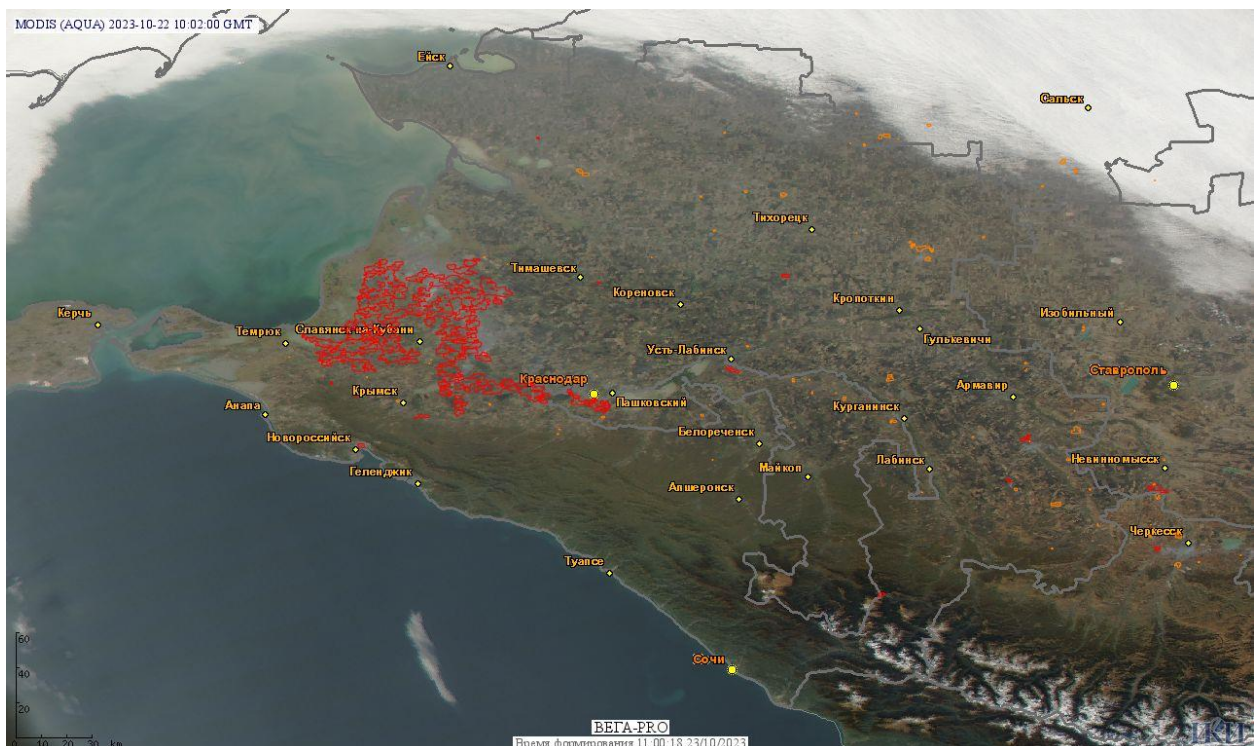 MODIS (AQUA) 2023-10-22 10:02:00 GMT
Ейск
Сальск
Тихорецк
Тимашевск
Кореновск
Кропоткин
Изобильный
Керчь
Темрюк
Славянск-на-Кубани
Гулькевичи
Усть-Лабинск
Ставрополь
Краснодар
Армавир
Крымск
Пашковский
Анапа
Курганинск
Новороссийск
Белореченск
Геленджик
Майкоп
Лабинск
Невинномысск
Апшеронск
Черкесск
Туапсе
60
40
Сочи
20
0 10 20 30 km
ВЕГА-PRO
Время формирования 11:00:18 23/10/2023